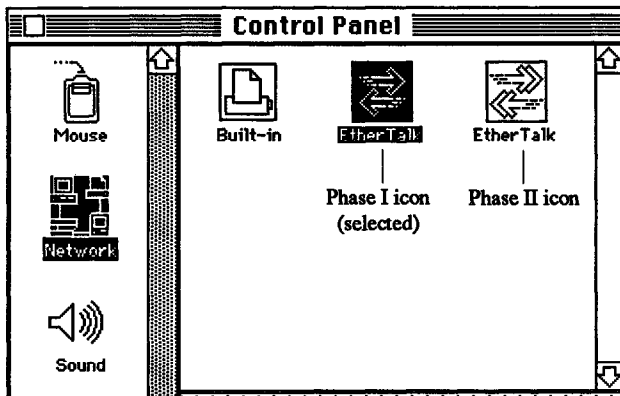 Control Panel
Mouse
Network
Sound
Built-in
EtherTalk
EtherTalk
Phase I icon
(selected)
Phase II icon